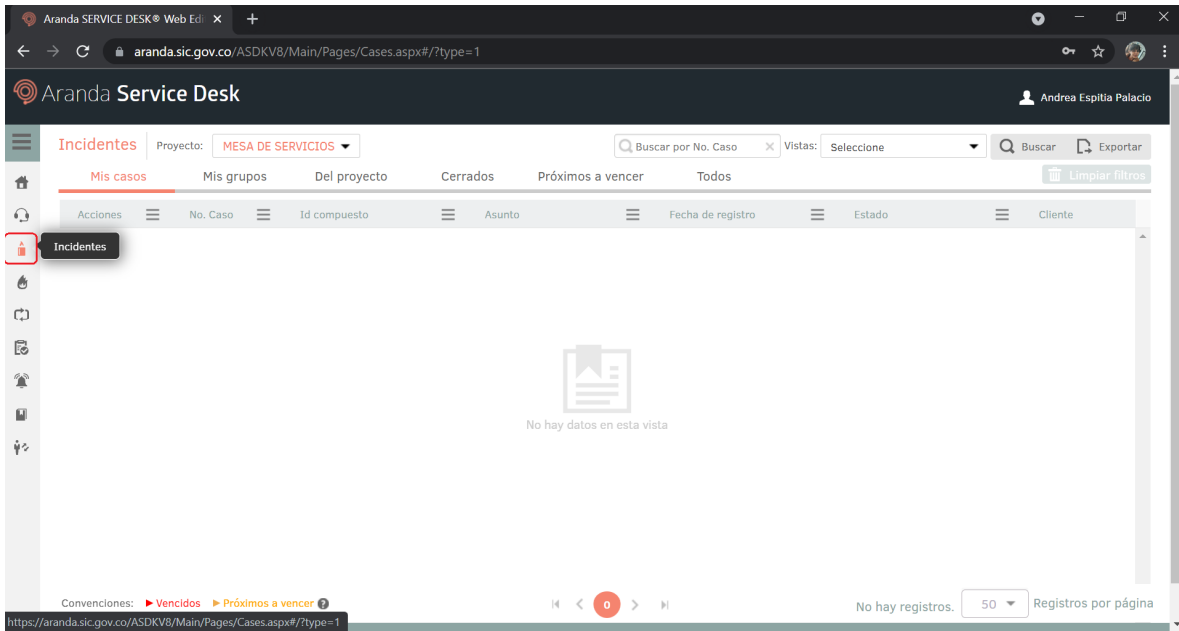 Aranda SERVICE DESK® Web Edi
aranda.sic.gov.co/ASDKV8/Main/Pages/Cases.aspx#/?type=1
Aranda Service Desk
Andrea Espitia Palacio
Incidentes Proyecto: MESA DE SERVICIOS Buscar por No. Caso Vistas: Seleccione Buscar Exportar
Mis casos Mis grupos Del proyecto Cerrados Próximos a vencer Todos Limpiar filtros
Acciones No. Caso Id compuesto Asunto Fecha de registro Estado Cliente
Incidentes
No hay datos en esta vista
Convenciones: Vencidos Próximos a vencer 0 No hay registros. 50 Registros por página
https://aranda.sic.gov.co/ASDKV8/Main/Pages/Cases.aspx#/?type=1